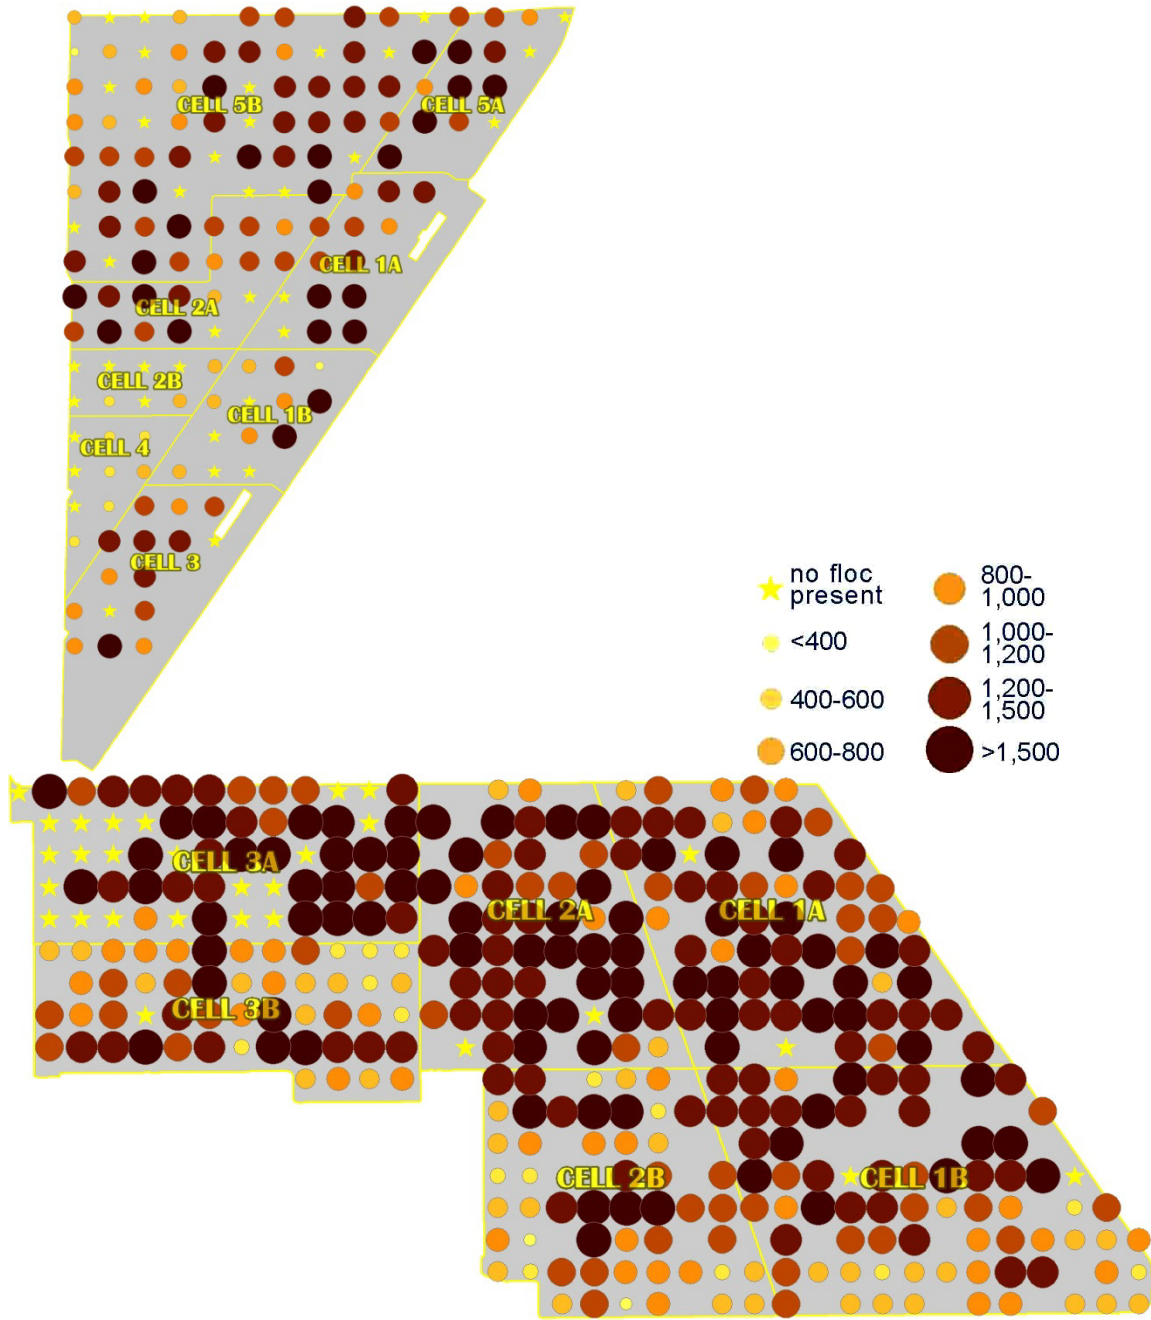 CELL 5B
CELL 5A
CELL 1A
CELL 2A
CELL 2B
CELL 1B
CELL 4
CELL 3
no floc
present
<400
400-600
600-800
800-
1,000
1,000-
1,200
1,200-
1,500
>1,500
CELL 3A
CELL 2A
CELL 1A
CELL 3B
CELL 2B
CELL 1B